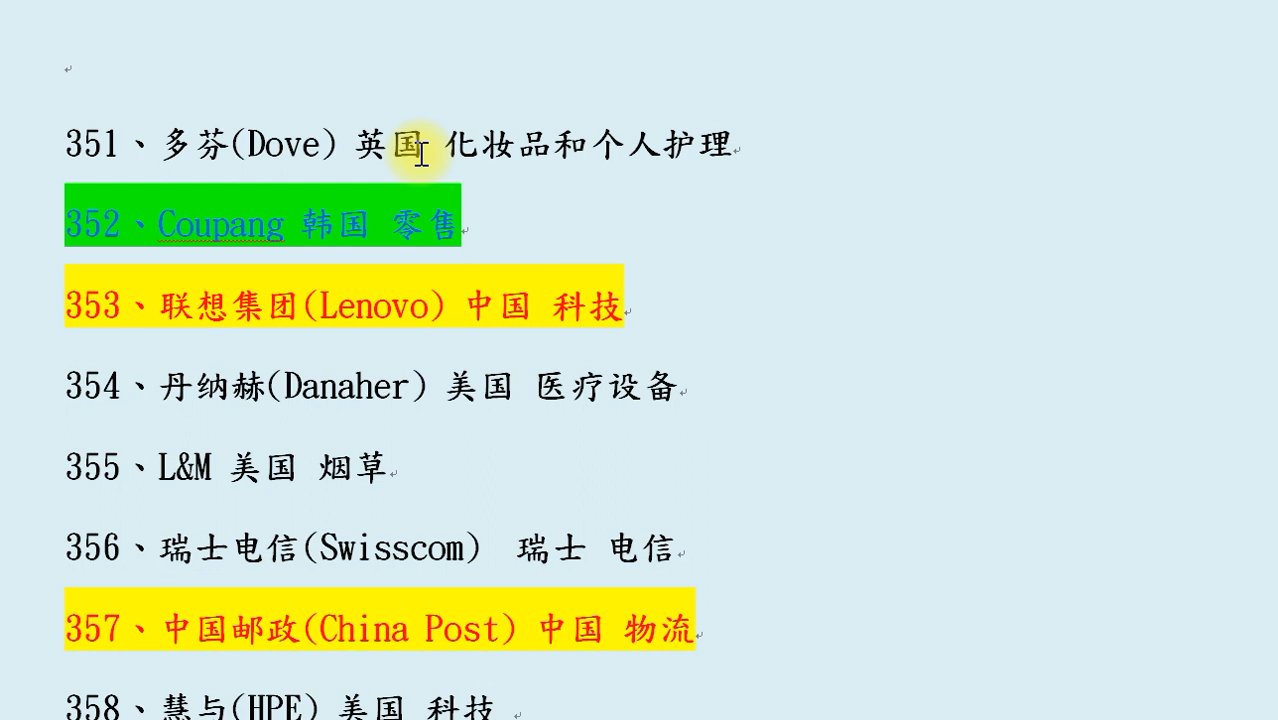 351、多芬(Dove) 英国 化妆品和个人护理
352、Coupang 韩国 零售
353、联想集团(Lenovo) 中国 科技
354、丹纳赫(Danaher) 美国 医疗设备
355、L&M 美国 烟草
356、瑞士电信(Swisscom) 瑞士 电信
357、中国邮政(China Post) 中国 物流
358、慧与(HPE) 美国 科技